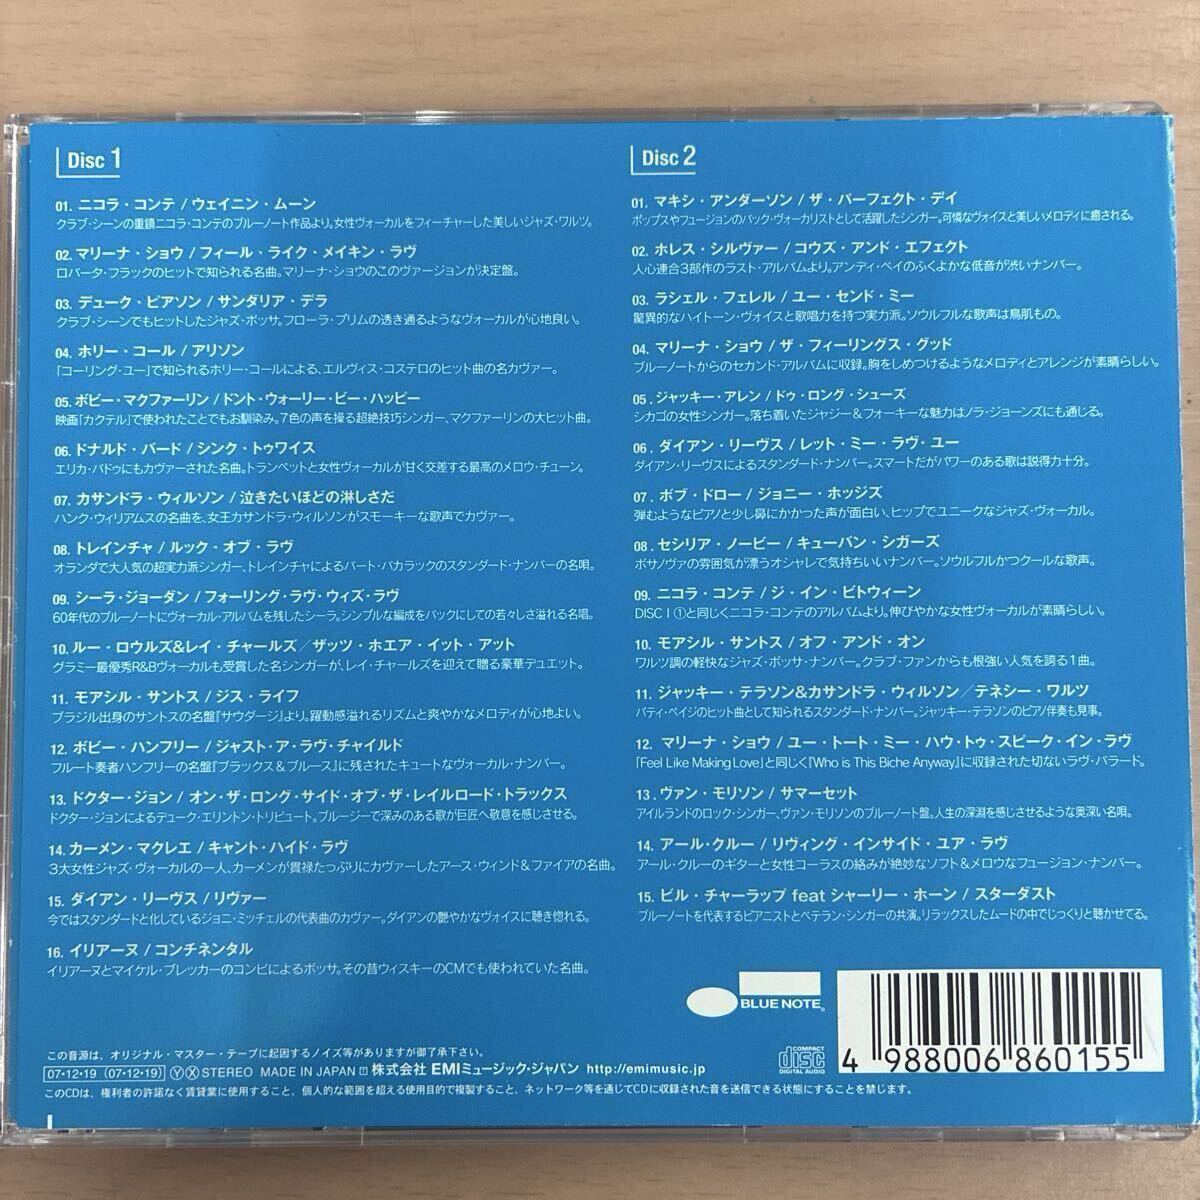 Disc 1
01. ニコラ・コンテ / ウェイニン・ムーン
クラブ・シーンの重鎮ニコラ・コンテのブルーノート作品より。女性ヴォーカルをフィーチャーした美しいジャズ・ワルツ。
02. マリーナ・ショウ / フィール・ライク・メイキン・ラヴ
ロバータ・フラックのヒットで知られる名曲。マリーナ・ショウのこのヴァージョンが決定盤。
03. デューク・ピアソン / サンダリア・デラ
クラブ・シーンでもヒットしたジャズ・ボッサ。フローラ・プリムの透き通るようなヴォーカルが心地良い。
04. ホリー・コール / アリソン
「コーリング・ユー」で知られるホリー・コールによる、エルヴィス・コステロのヒット曲の名カヴァー。
05. ボビー・マクファーリン / ドント・ウォーリー・ビー・ハッピー
映画「カクテル」で使われたことでもお馴染み。7色の声を操る超絶技巧シンガー、マクファーリンの大ヒット曲。
06. ドナルド・バード / シンク・トゥワイス
エリカ・バドゥにもカヴァーされた名曲。トランペットと女性ヴォーカルが甘く交差する最高のメロウ・チューン。
07. カサンドラ・ウィルソン / 泣きたいほどの淋しさだ
ハンク・ウィリアムスの名曲を、女王カサンドラ・ウィルソンがスモーキーな歌声でカヴァー。
08. トレインチャ / ルック・オブ・ラヴ
オランダで大人気の超実力派シンガー、トレインチャによるバート・バカラックのスタンダード・ナンバーの名唱。
09. シーラ・ジョーダン / フォーリング・ラヴ・ウィズ・ラヴ
60年代のブルーノートにヴォーカル・アルバムを残したシーラ。シンプルな編成をバックにしての若々しさ溢れる名唱。
10. ルー・ロウルズ&レイ・チャールズ／ザッツ・ホエア・イット・アット
グラミー最優秀R&Bヴォーカルも受賞した名シンガーが、レイ・チャールズを迎えて贈る豪華デュエット。
11. モアシル・サントス / ジス・ライフ
ブラジル出身のサントスの名盤『サウダージ』より。躍動感溢れるリズムと爽やかなメロディが心地よい。
12. ボビー・ハンフリー / ジャスト・ア・ラヴ・チャイルド
フルート奏者ハンフリーの名盤『ブラックス&ブルース』に残されたキュートなヴォーカル・ナンバー。
13. ドクター・ジョン / オン・ザ・ロング・サイド・オブ・ザ・レイルロード・トラックス
ドクター・ジョンによるデューク・エリントン・トリビュート。ブルージーで深みのある歌が巨匠へ敬意を感じさせる。
14. カーメン・マクレエ / キャント・ハイド・ラヴ
3大女性ジャズ・ヴォーカルの一人、カーメンが貫禄たっぷりにカヴァーしたアース・ウィンド&ファイアの名曲。
15. ダイアン・リーヴス / リヴァー
今ではスタンダードと化しているジョニ・ミッチェルの代表曲のカヴァー。ダイアンの艶やかなヴォイスに聴き惚れる。
16. イリアーヌ / コンチネンタル
イリアーヌとマイケル・ブレッカーのコンビによるボッサ。その昔ウィスキーのCMでも使われていた名曲。
Disc 2
01. マキシ・アンダーソン / ザ・パーフェクト・デイ
ポップスやフュージョンのバック・ヴォーカリストとして活躍したシンガー。可憐なヴォイスと美しいメロディに癒される。
02. ホレス・シルヴァー / コウズ・アンド・エフェクト
人心連合3部作のラスト・アルバムより。アンディ・ベイのふくよかな低音が渋いナンバー。
03. ラシェル・フェレル / ユー・センド・ミー
驚異的なハイトーン・ヴォイスと歌唱力を持つ実力派。ソウルフルな歌声は鳥肌もの。
04. マリーナ・ショウ / ザ・フィーリングス・グッド
ブルーノートからのセカンド・アルバムに収録。胸をしめつけるようなメロディとアレンジが素晴らしい。
05. ジャッキー・アレン / ドゥ・ロング・シューズ
シカゴの女性シンガー。落ち着いたジャジー&フォーキーな魅力はノラ・ジョーンズにも通じる。
06. ダイアン・リーヴス / レット・ミー・ラヴ・ユー
ダイアン・リーヴスによるスタンダード・ナンバー。スマートだがパワーのある歌は説得力十分。
07. ボブ・ドロー / ジョニー・ホッジズ
弾むようなピアノと少し鼻にかかった声が面白い、ヒップでユニークなジャズ・ヴォーカル。
08. セシリア・ノービー / キューバン・シガーズ
ボサノヴァの雰囲気が漂うオシャレで気持ちいいナンバー。ソウルフルかつクールな歌声。
09. ニコラ・コンテ / ジ・イン・ビトウィーン
DISC I ①と同じくニコラ・コンテのアルバムより。伸びやかな女性ヴォーカルが素晴らしい。
10. モアシル・サントス / オフ・アンド・オン
ワルツ調の軽快なジャズ・ボッサ・ナンバー。クラブ・ファンからも根強い人気を誇る1曲。
11. ジャッキー・テラソン&カサンドラ・ウィルソン／テネシー・ワルツ
パティ・ペイジのヒット曲として知られるスタンダード・ナンバー。ジャッキー・テラソンのピアノ伴奏も見事。
12. マリーナ・ショウ / ユー・トート・ミー・ハウ・トゥ・スピーク・イン・ラヴ
「Feel Like Making Love」と同じく『Who is This Biche Anyway』に収録された切ないラヴ・バラード。
13. ヴァン・モリソン / サマーセット
アイルランドのロック・シンガー、ヴァン・モリソンのブルーノート盤。人生の深淵を感じさせるような奥深い名唱。
14. アール・クルー / リヴィング・インサイド・ユア・ラヴ
アール・クルーのギターと女性コーラスの絡みが絶妙なソフト&メロウなフュージョン・ナンバー。
15. ビル・チャーラップ feat シャーリー・ホーン / スターダスト
ブルーノートを代表するピアニストとベテラン・シンガーの共演。リラックスしたムードの中でじっくりと聴かせてる。
BLUE NOTE®
COMPACT
disc
DIGITAL AUDIO
4 988006 860155
この音源は、オリジナル・マスター・テープに起因するノイズ等がありますが御了承下さい。
07・12・19 (07・12・19) Ⓨ Ⓧ STEREO MADE IN JAPAN 株式会社 EMIミュージック・ジャパン http://emimusic.jp
このCDは、権利者の許諾なく賃貸業に使用すること、個人的な範囲を超える使用目的で複製すること、ネットワーク等を通じてCDに収録された音を送信できる状態にすることを禁じます。